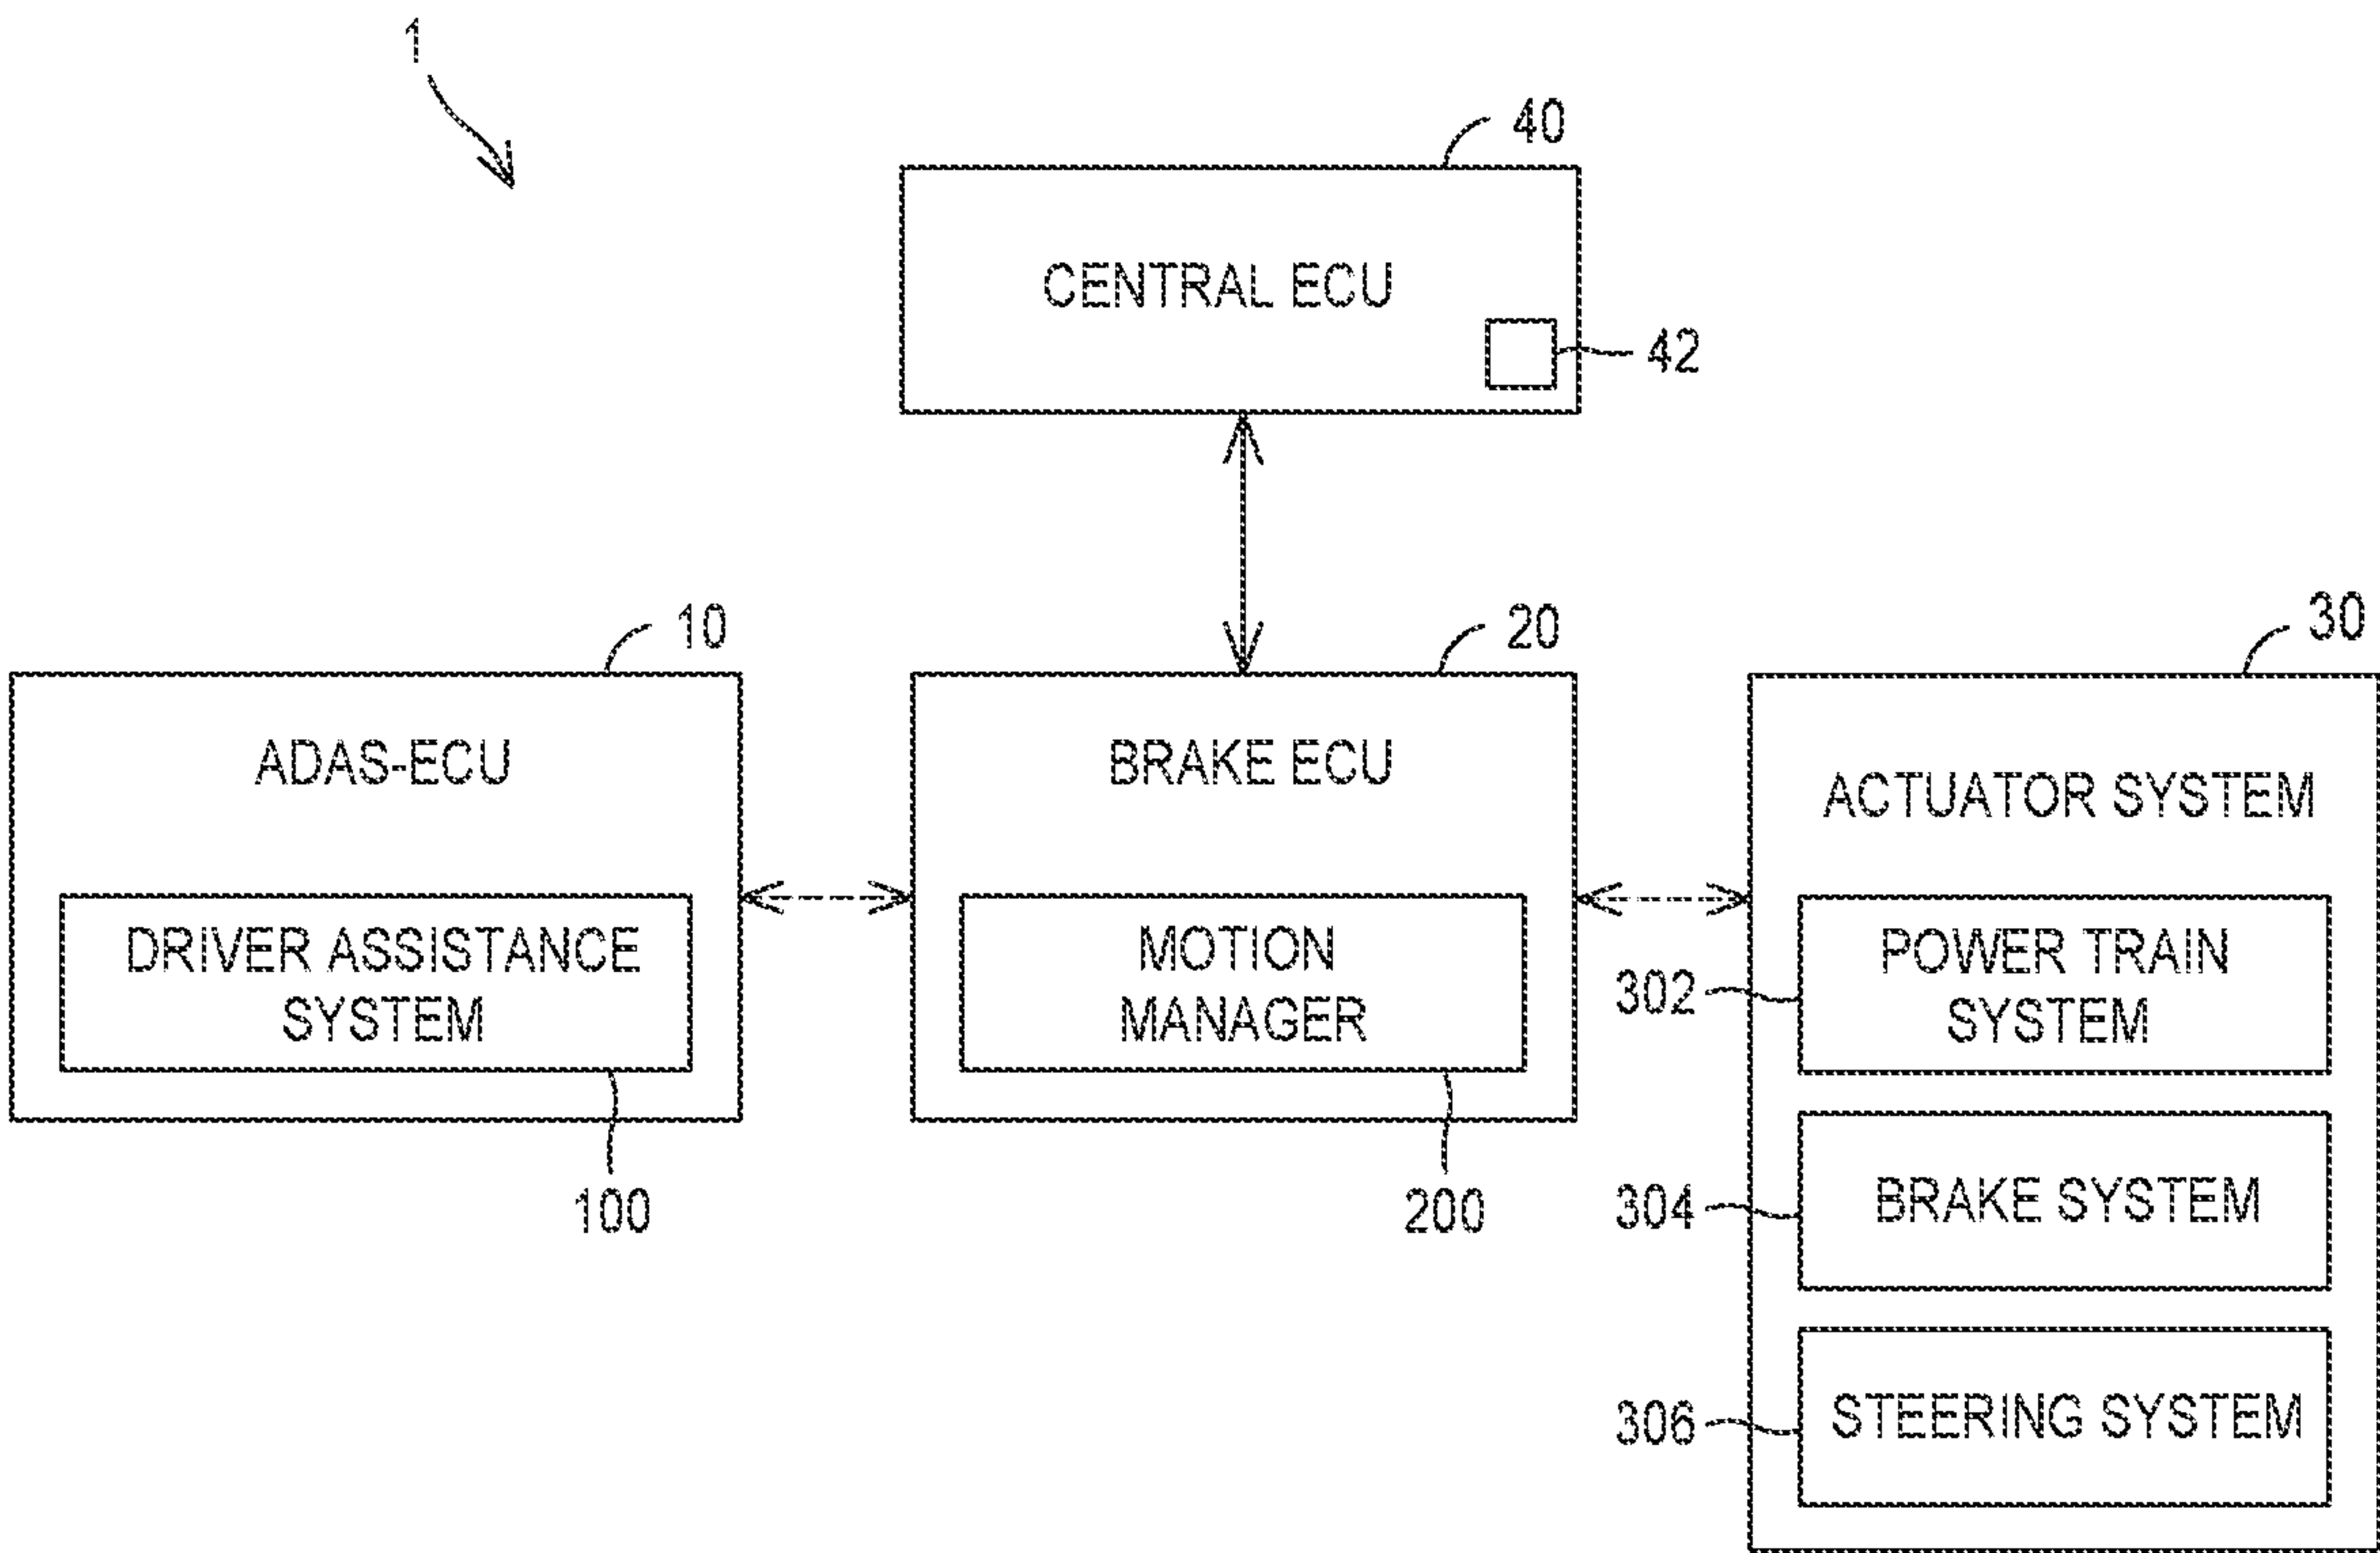 1
40
CENTRAL ECU
42
10
20
30
ADAS-ECU
BRAKE ECU
ACTUATOR SYSTEM
DRIVER ASSISTANCE
SYSTEM
MOTION
MANAGER
302
POWER TRAIN
SYSTEM
100
200
304
BRAKE SYSTEM
306
STEERING SYSTEM